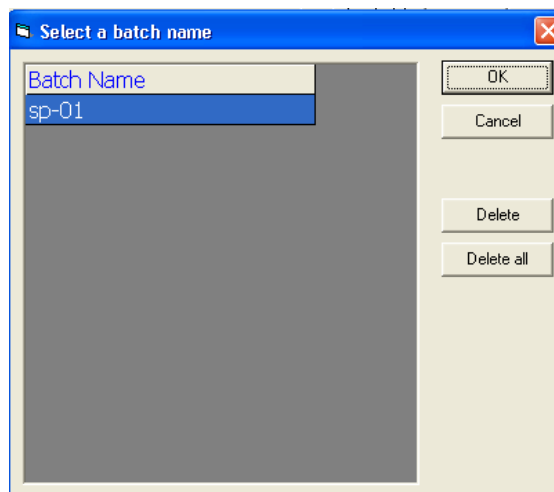 Select a batch name
Batch Name
sp-01
OK
Cancel
Delete
Delete all